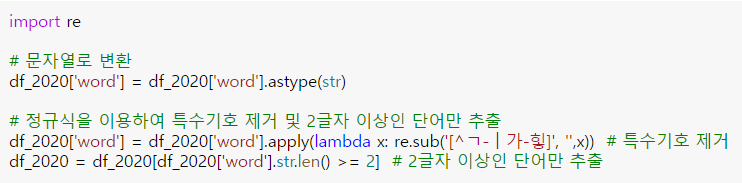 import re
# 문자열로 변환
df_2020['word'] = df_2020['word'].astype(str)
# 정규식을 이용하여 특수기호 제거 및 2글자 이상인 단어만 추출
df_2020['word'] = df_2020['word'].apply(lambda x: re.sub('[^ㄱ-ㅣ가-힣]', '',x)) # 특수기호 제거
df_2020 = df_2020[df_2020['word'].str.len() >= 2] # 2글자 이상인 단어만 추출